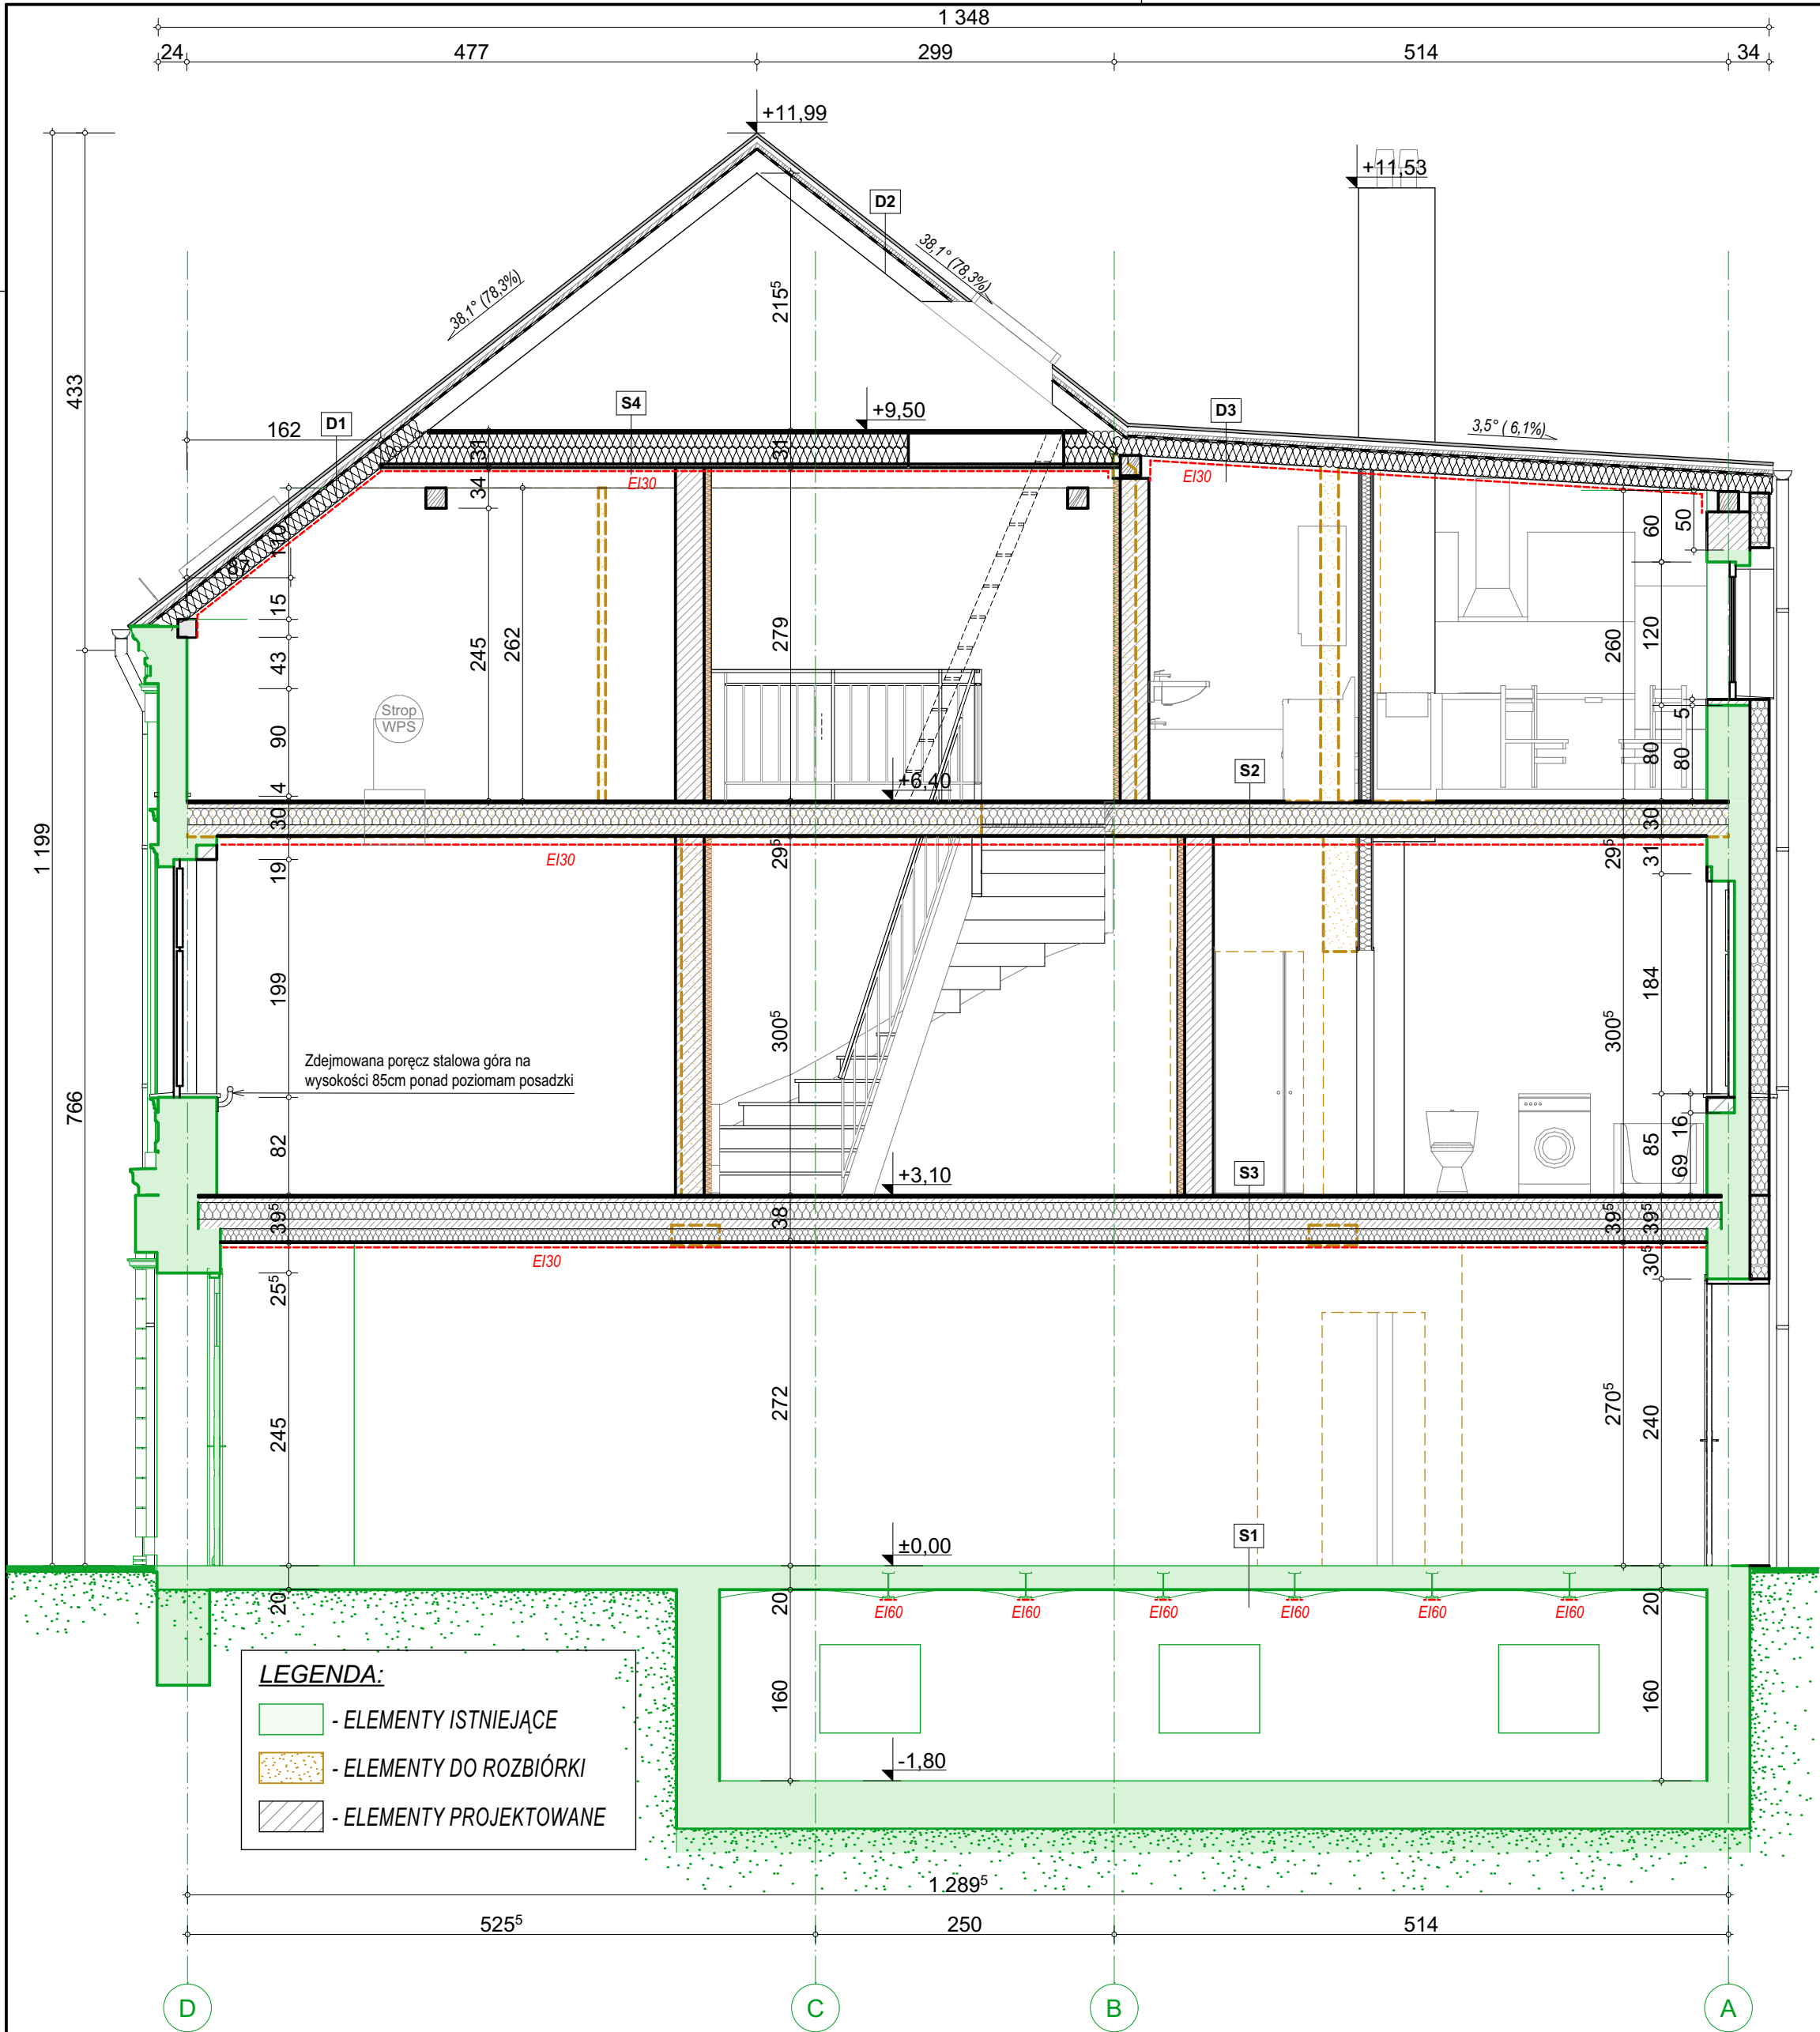 1 348
24 477 299 514 34
+11,99
+11,53
D2
38,1° (78,3%)
38,1° (78,3%)
215⁵
433
162
D1
S4
+9,50
D3
3,5° ( 6,1%)
31
31
34
EI30
EI30
60
50
15
43
245
262
279
260
120
Strop
WPS
90
5
80
80
4
+6,40
S2
30
30
EI30
19
29⁵
29⁵
31
1 199
199
184
300⁵
300⁵
Zdejmowana poręcz stalowa góra na
wysokości 85cm ponad poziomam posadzki
766
82
16
85
69
+3,10
S3
39⁵
38
39⁵
39⁵
EI30
25⁵
30⁵
245
272
270⁵
240
±0,00
S1
20
20
20
EI60 EI60 EI60 EI60 EI60 EI60
LEGENDA:
- ELEMENTY ISTNIEJĄCE
- ELEMENTY DO ROZBIÓRKI
- ELEMENTY PROJEKTOWANE
160
160
-1,80
1 289⁵
525⁵ 250 514
D C B A